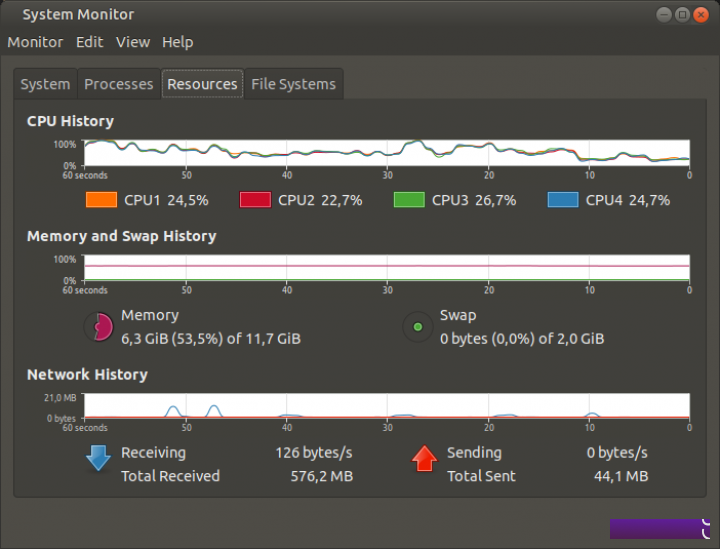 System Monitor
Monitor Edit View Help
System Processes Resources File Systems
CPU History
100%
0%
60 seconds 50 40 30 20 10 0
CPU1 24,5% CPU2 22,7% CPU3 26,7% CPU4 24,7%
Memory and Swap History
100%
0%
60 seconds 50 40 30 20 10 0
Memory Swap
6,3 GiB (53,5%) of 11,7 GiB 0 bytes (0,0%) of 2,0 GiB
Network History
21,0 MB
0 bytes
60 seconds 50 40 30 20 10 0
Receiving 126 bytes/s Sending 0 bytes/s
Total Received 576,2 MB Total Sent 44,1 MB